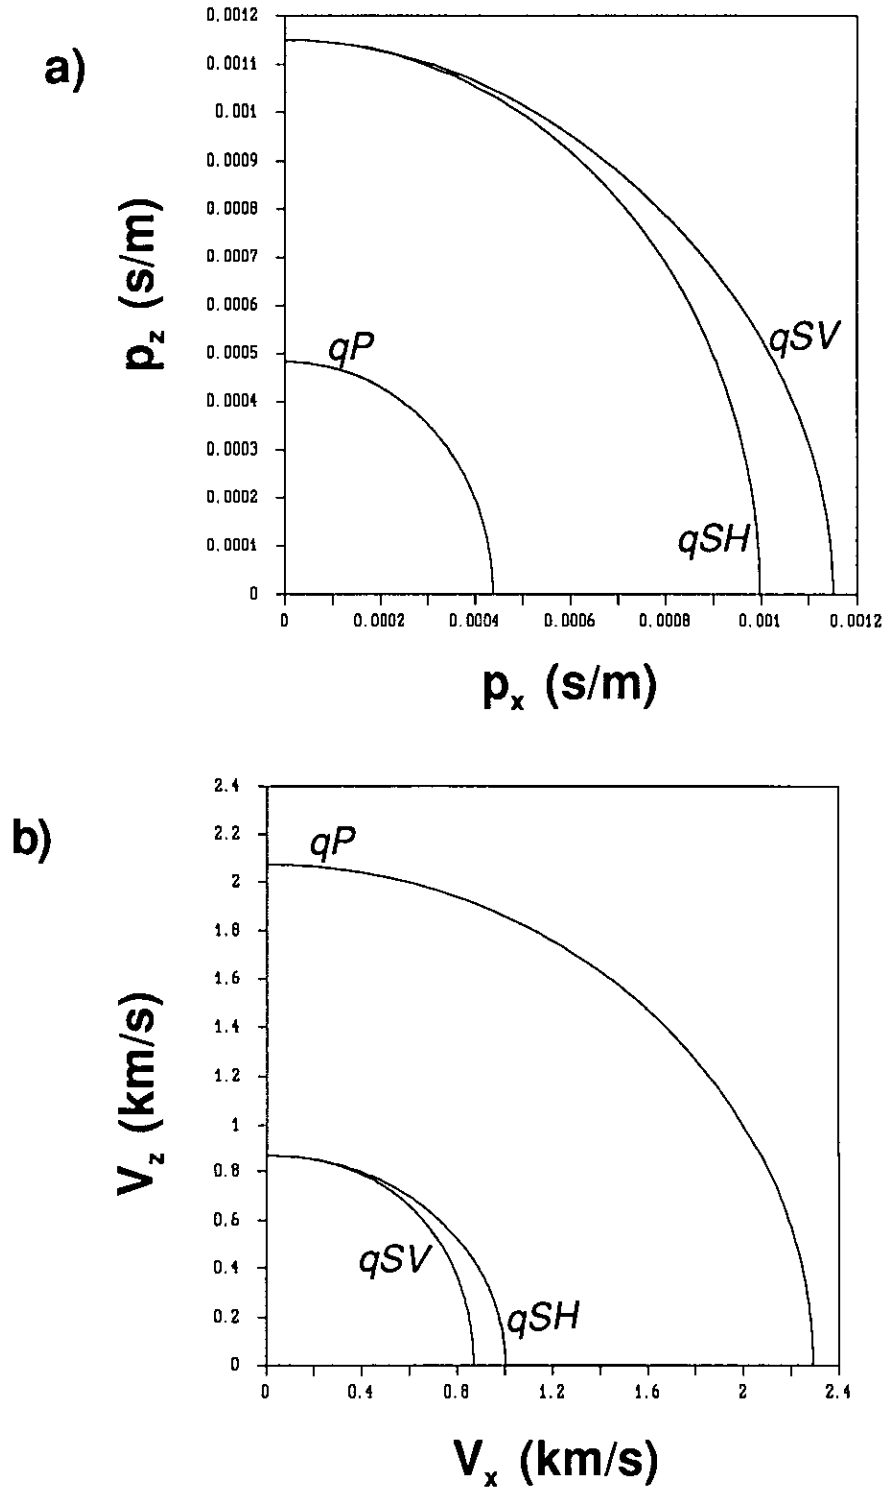 a)
0.0012
0.0011
0.001
0.0009
0.0008
0.0007
0.0006
0.0005
0.0004
0.0003
0.0002
0.0001
0
p_z (s/m)
qP
qSV
qSH
0 0.0002 0.0004 0.0006 0.0008 0.001 0.0012
p_x (s/m)
b)
2.4
2.2
2
1.8
1.6
1.4
1.2
1
0.8
0.6
0.4
0.2
0
V_z (km/s)
qP
qSV
qSH
0 0.4 0.8 1.2 1.6 2 2.4
V_x (km/s)